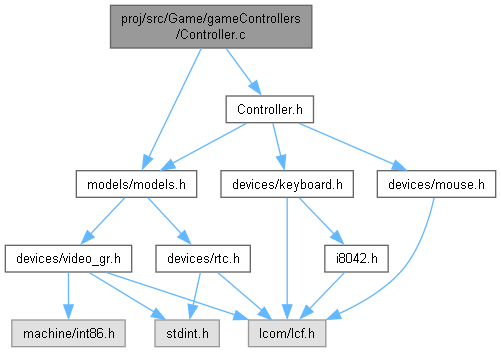 proj/src/Game/gameControllers
/Controller.c
Controller.h
models/models.h
devices/keyboard.h
devices/mouse.h
devices/video_gr.h
devices/rtc.h
i8042.h
machine/int86.h
stdint.h
lcom/lcf.h